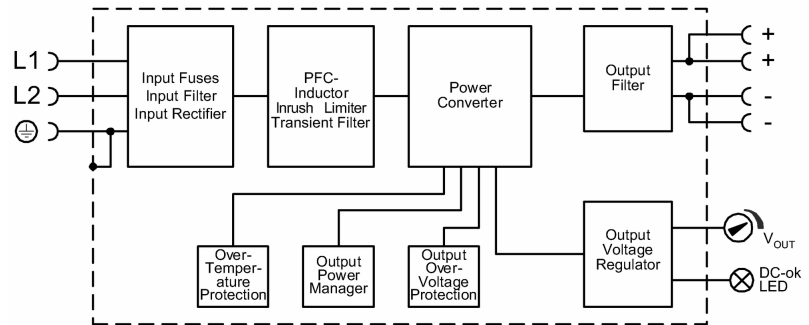 L1
L2
Input Fuses
Input Filter
Input Rectifier
PFC-
Inductor
Inrush Limiter
Transient Filter
Power
Converter
Output
Filter
+
+
-
-
Over-
Temper-
ature
Protection
Output
Power
Manager
Output
Over-
Voltage
Protection
Output
Voltage
Regulator
VOUT
DC-ok
LED